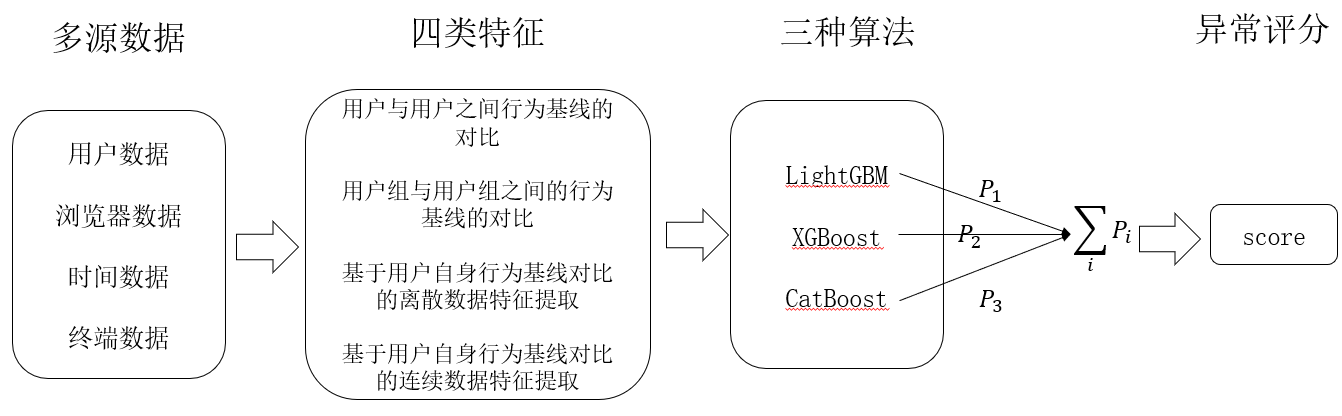 多源数据
四类特征
三种算法
异常评分
用户数据
浏览器数据
时间数据
终端数据
用户与用户之间行为基线的
对比
用户组与用户组之间的行为
基线的对比
基于用户自身行为基线对比
的离散数据特征提取
基于用户自身行为基线对比
的连续数据特征提取
LightGBM
XGBoost
CatBoost
P₁
P₂
P₃
∑ᵢ Pᵢ
score